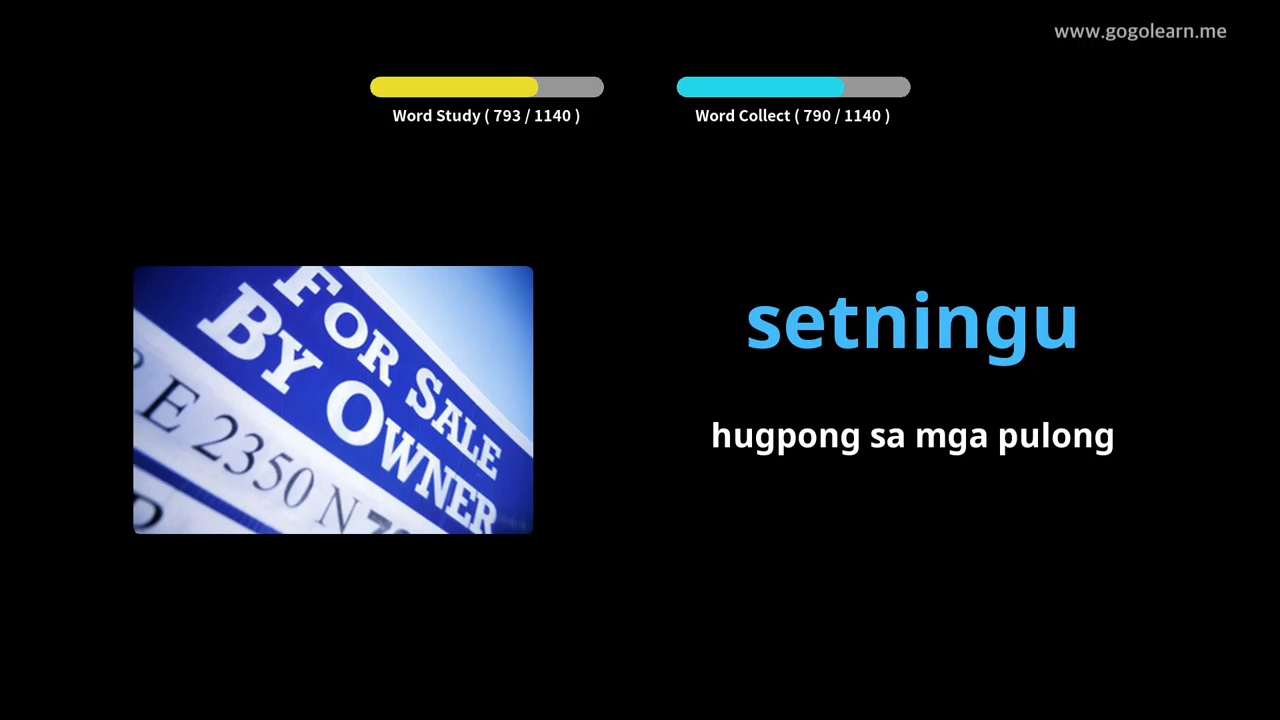 www.gogolearn.me
Word Study ( 793 / 1140 )
Word Collect ( 790 / 1140 )
FOR SALE
BY OWNER
E 2350 N
setningu
hugpong sa mga pulong